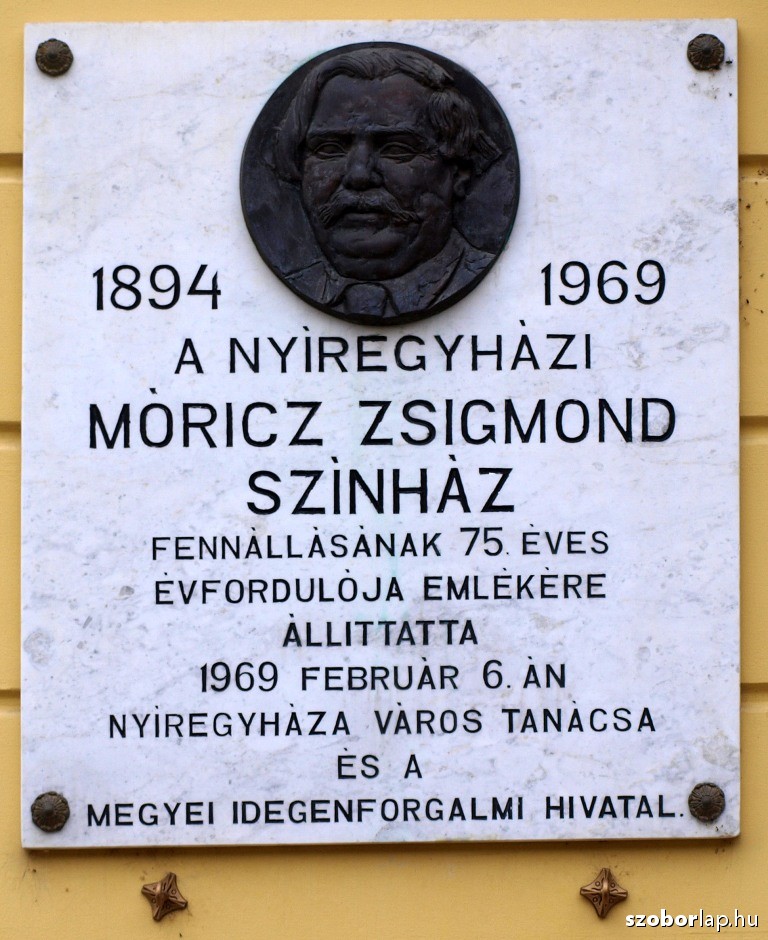 1894 1969
A NYÌREGYHÀZI
MÒRICZ ZSIGMOND
SZÌNHÀZ
FENNÀLLÀSÀNAK 75. ÈVES
ÈVFORDULÒJA EMLÈKÈRE
ÀLLITTATTA
1969 FEBRUÀR 6. ÀN
NYÌREGYHÀZA VÀROS TANÀCSA
ÈS A
MEGYEI IDEGENFORGALMI HIVATAL.
szoborlap.hu